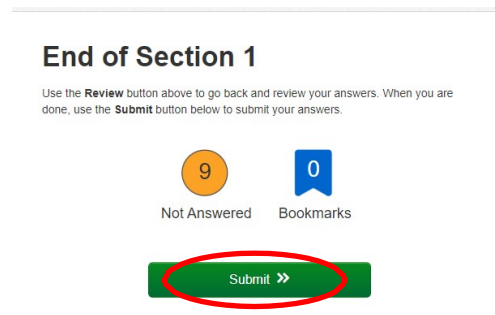 End of Section 1
Use the Review button above to go back and review your answers. When you are
done, use the Submit button below to submit your answers.
9
0
Not Answered
Bookmarks
Submit »